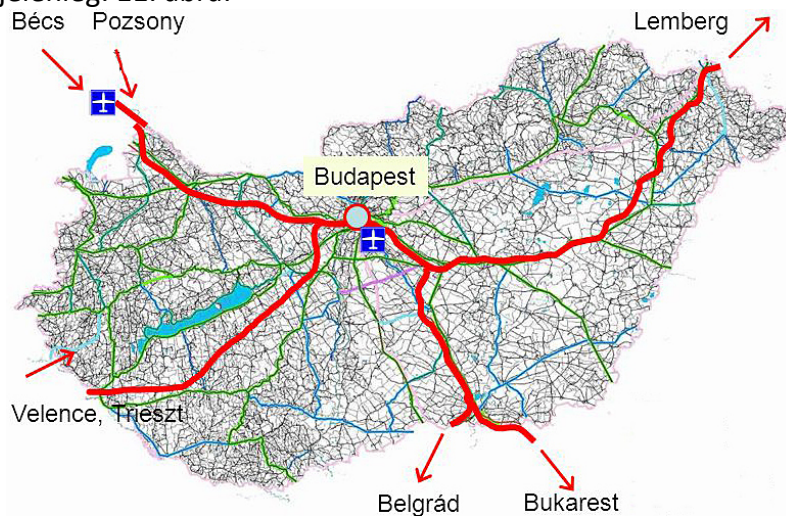 Bécs Pozsony
Lemberg
Budapest
Velence, Trieszt
Belgrád
Bukarest